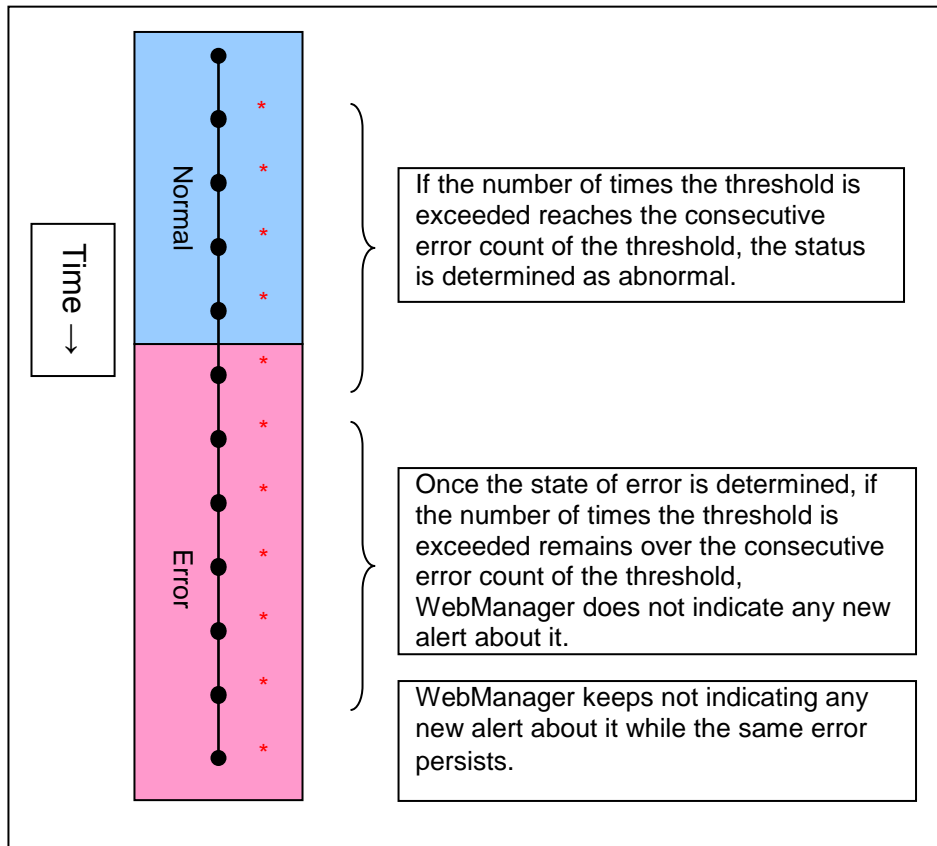 Time →
Normal
*
*
*
*
Error
*
*
*
*
*
*
*
If the number of times the threshold is
exceeded reaches the consecutive
error count of the threshold, the status
is determined as abnormal.
Once the state of error is determined, if
the number of times the threshold is
exceeded remains over the consecutive
error count of the threshold,
WebManager does not indicate any new
alert about it.
WebManager keeps not indicating any
new alert about it while the same error
persists.